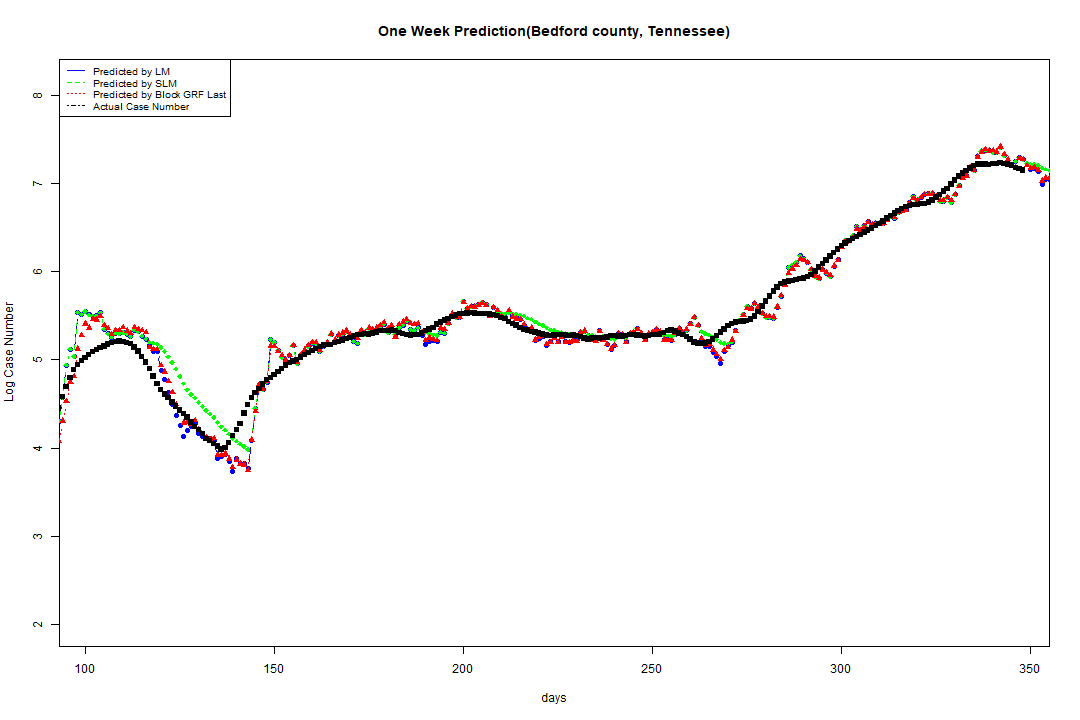 One Week Prediction(Bedford county, Tennessee)
Predicted by LM
Predicted by SLM
Predicted by Block GRF Last
Actual Case Number
8
7
6
5
4
3
2
Log Case Number
100 150 200 250 300 350
days